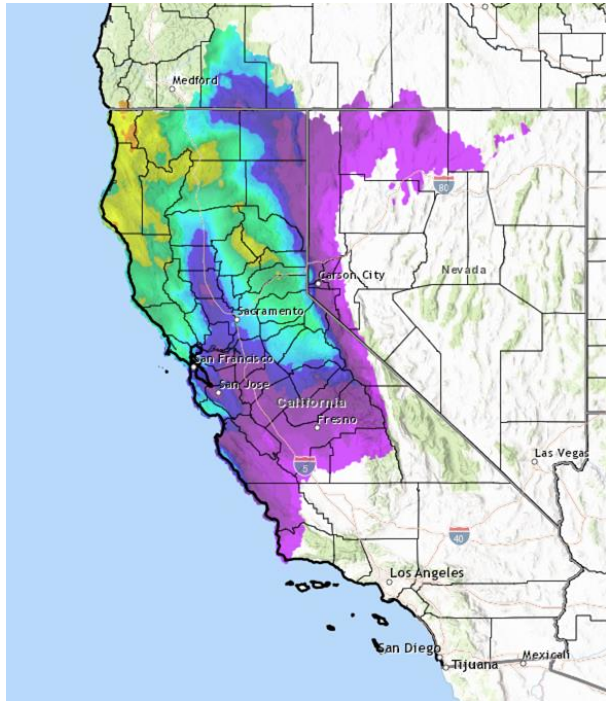 Medford
80
Nevada
Carson City
Sacramento
San Francisco
San Jose
California
Fresno
5
Las Vegas
40
Los Angeles
San Diego
Tijuana
Mexicali